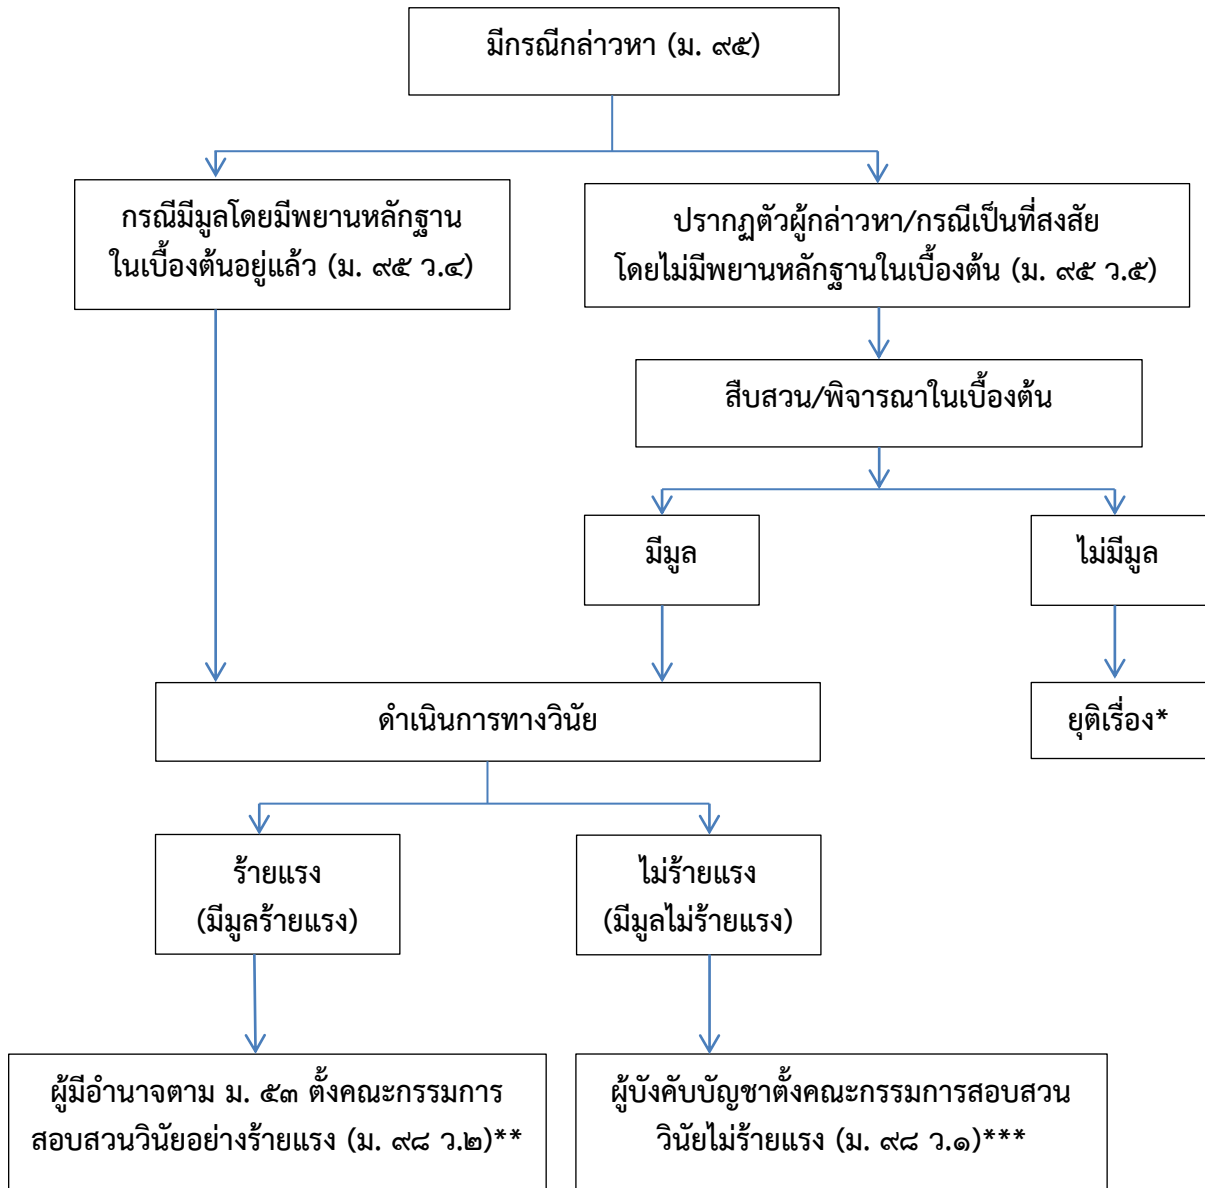 มีกรณีกล่าวหา (ม. ๙๕)
กรณีมีมูลโดยมีพยานหลักฐาน
ในเบื้องต้นอยู่แล้ว (ม. ๙๕ ว.๔)
ปรากฏตัวผู้กล่าวหา/กรณีเป็นที่สงสัย
โดยไม่มีพยานหลักฐานในเบื้องต้น (ม. ๙๕ ว.๕)
สืบสวน/พิจารณาในเบื้องต้น
มีมูล
ไม่มีมูล
ดำเนินการทางวินัย
ยุติเรื่อง*
ร้ายแรง
(มีมูลร้ายแรง)
ไม่ร้ายแรง
(มีมูลไม่ร้ายแรง)
ผู้มีอำนาจตาม ม. ๕๓ ตั้งคณะกรรมการ
สอบสวนวินัยอย่างร้ายแรง (ม. ๙๘ ว.๒)**
ผู้บังคับบัญชาตั้งคณะกรรมการสอบสวน
วินัยไม่ร้ายแรง (ม. ๙๘ ว.๑)***